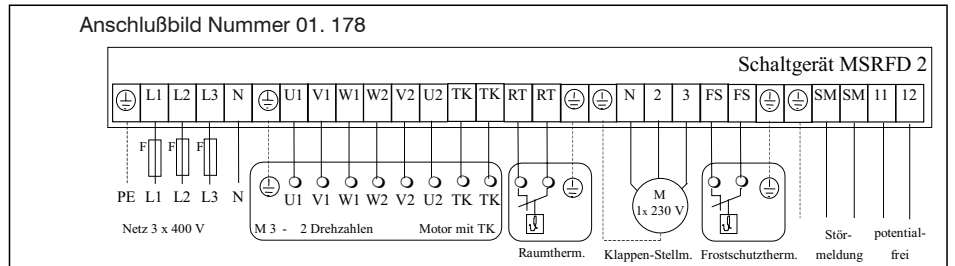 Anschlußbild Nummer 01. 178
Schaltgerät MSRFD 2
L1 L2 L3 N U1 V1 W1 W2 V2 U2 TK TK RT RT N 2 3 FS FS SM SM 11 12
F F F
PE L1 L2 L3 N U1 V1 W1 W2 V2 U2 TK TK
M
1x 230 V
ϑ ϑ
Netz 3 x 400 V M 3 - 2 Drehzahlen Motor mit TK
Raumtherm. Klappen-Stellm. Frostschutztherm.
Stör- potential-
meldung frei